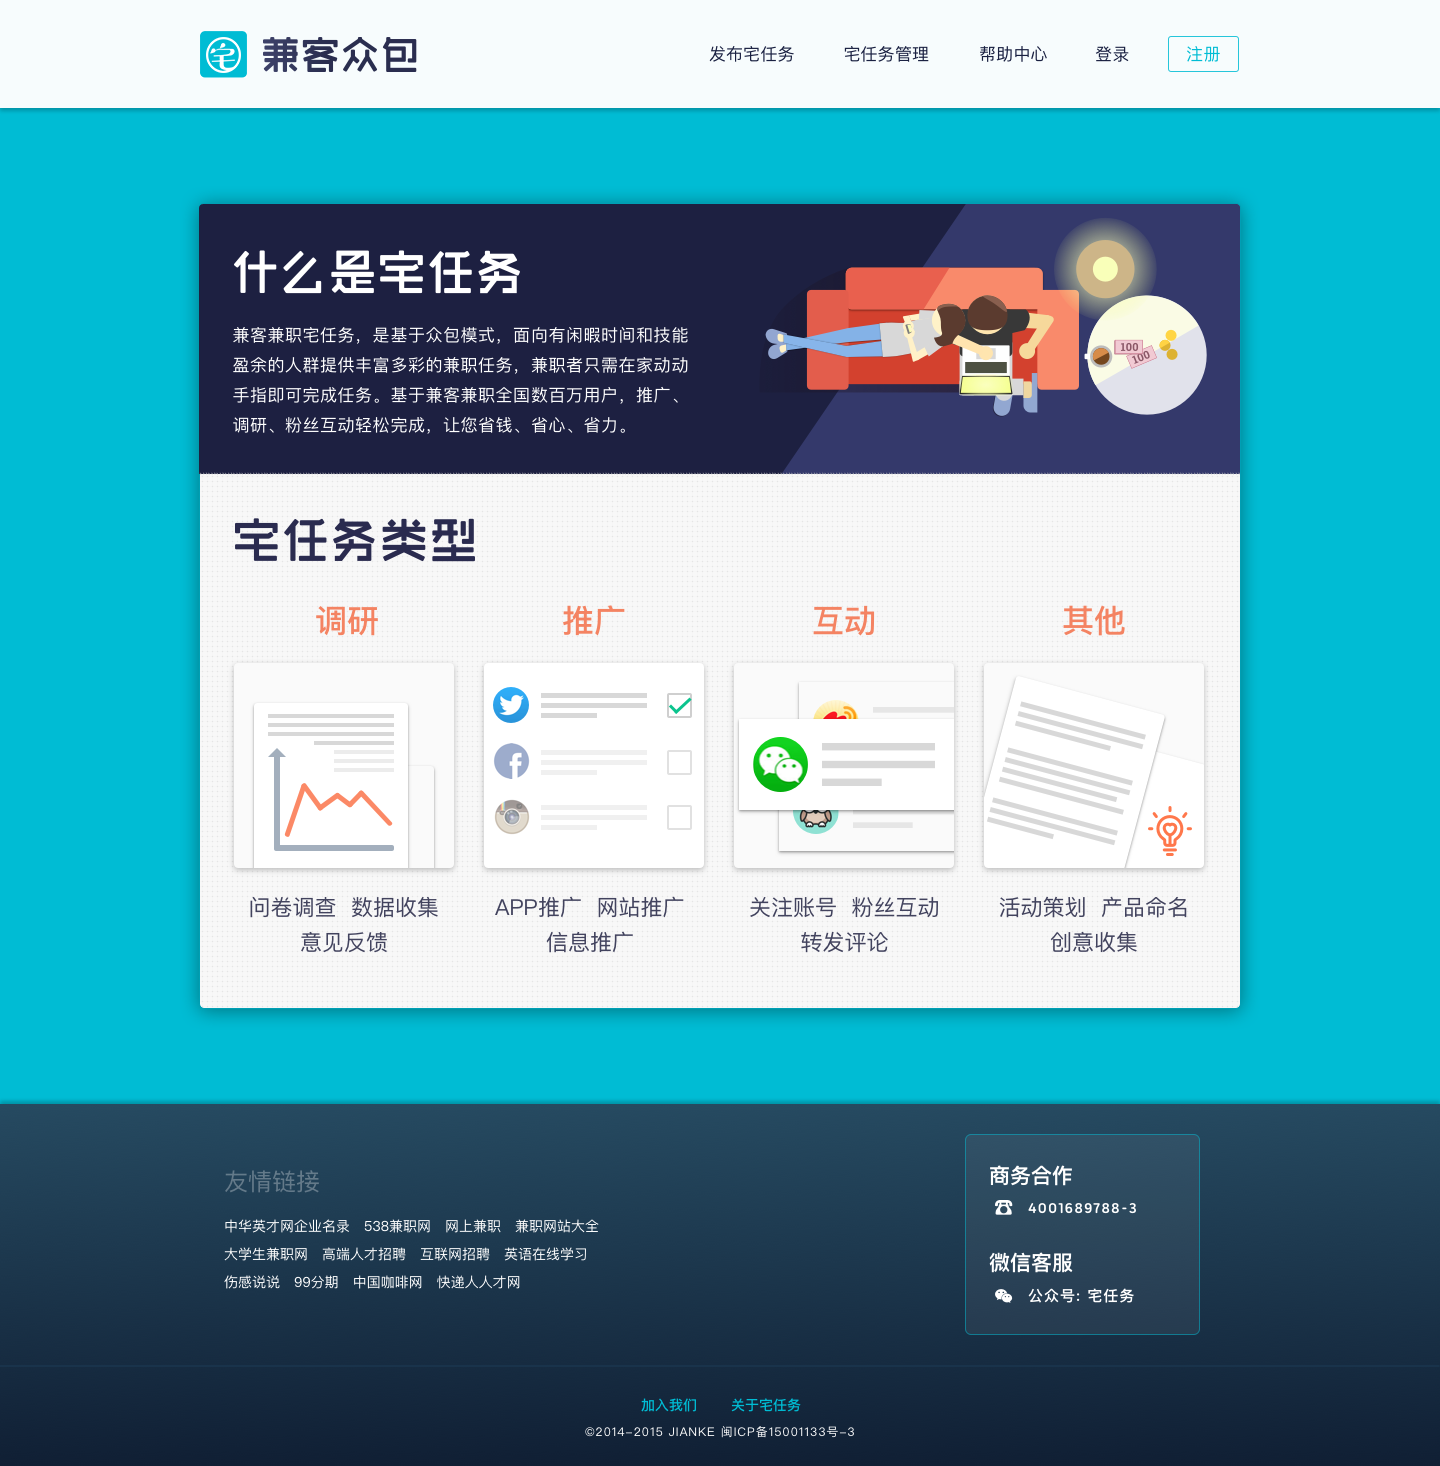 宅 兼客众包
发布宅任务 宅任务管理 帮助中心 登录 注册
什么是宅任务
兼客兼职宅任务，是基于众包模式，面向有闲暇时间和技能
盈余的人群提供丰富多彩的兼职任务，兼职者只需在家动动
手指即可完成任务。基于兼客兼职全国数百万用户，推广、
调研、粉丝互动轻松完成，让您省钱、省心、省力。
100
100
宅任务类型
调研 推广 互动 其他
问卷调查 数据收集
意见反馈
APP推广 网站推广
信息推广
关注账号 粉丝互动
转发评论
活动策划 产品命名
创意收集
友情链接
中华英才网企业名录 538兼职网 网上兼职 兼职网站大全
大学生兼职网 高端人才招聘 互联网招聘 英语在线学习
伤感说说 99分期 中国咖啡网 快递人人才网
商务合作
4001689788-3
微信客服
公众号: 宅任务
加入我们 关于宅任务
©2014-2015 JIANKE 闽ICP备15001133号-3